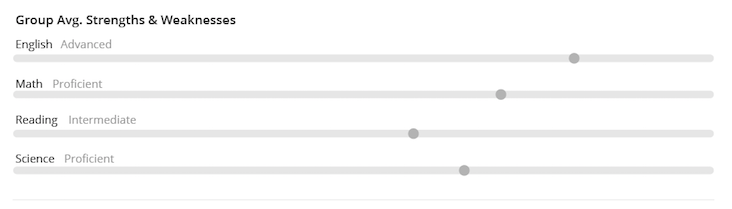 Group Avg. Strengths & Weaknesses
English Advanced
Math Proficient
Reading Intermediate
Science Proficient